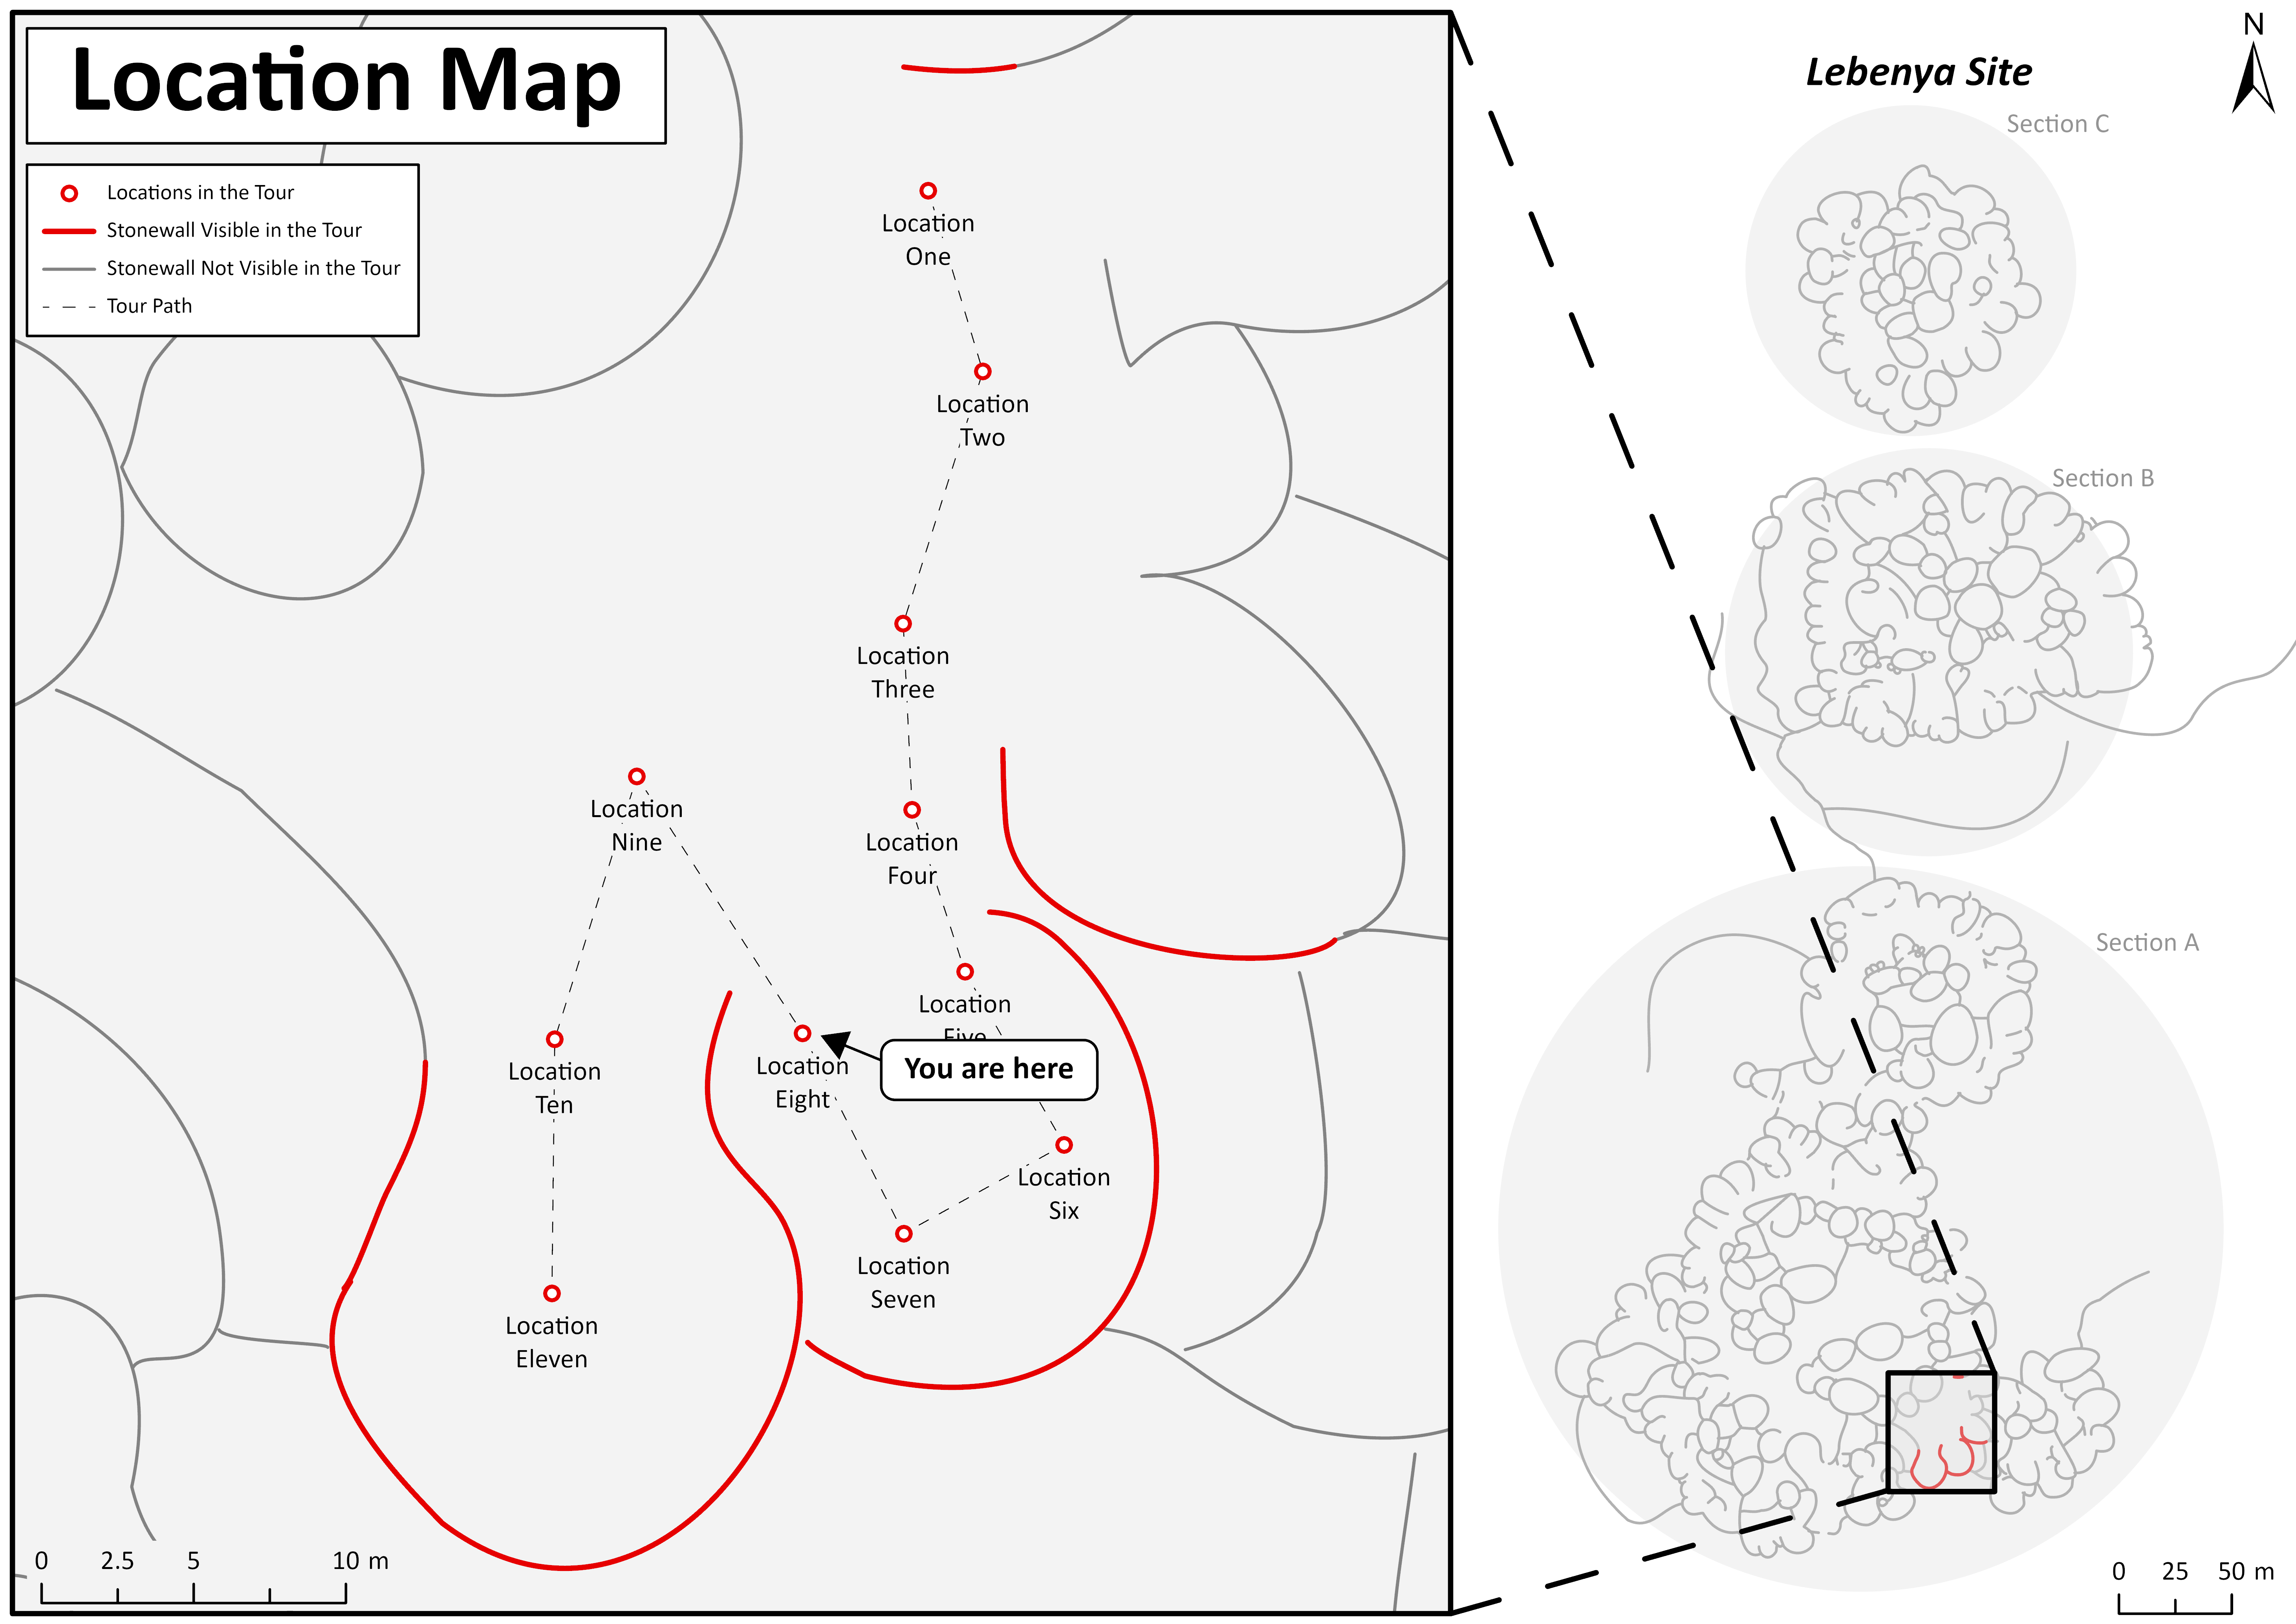 Location Map
Locations in the Tour
Stonewall Visible in the Tour
Stonewall Not Visible in the Tour
Tour Path
Location
One
Location
Two
Location
Three
Location
Four
Location
Five
You are here
Location
Six
Location
Seven
Location
Eight
Location
Nine
Location
Ten
Location
Eleven
0 2.5 5 10 m
N
Lebenya Site
Section C
Section B
Section A
0 25 50 m